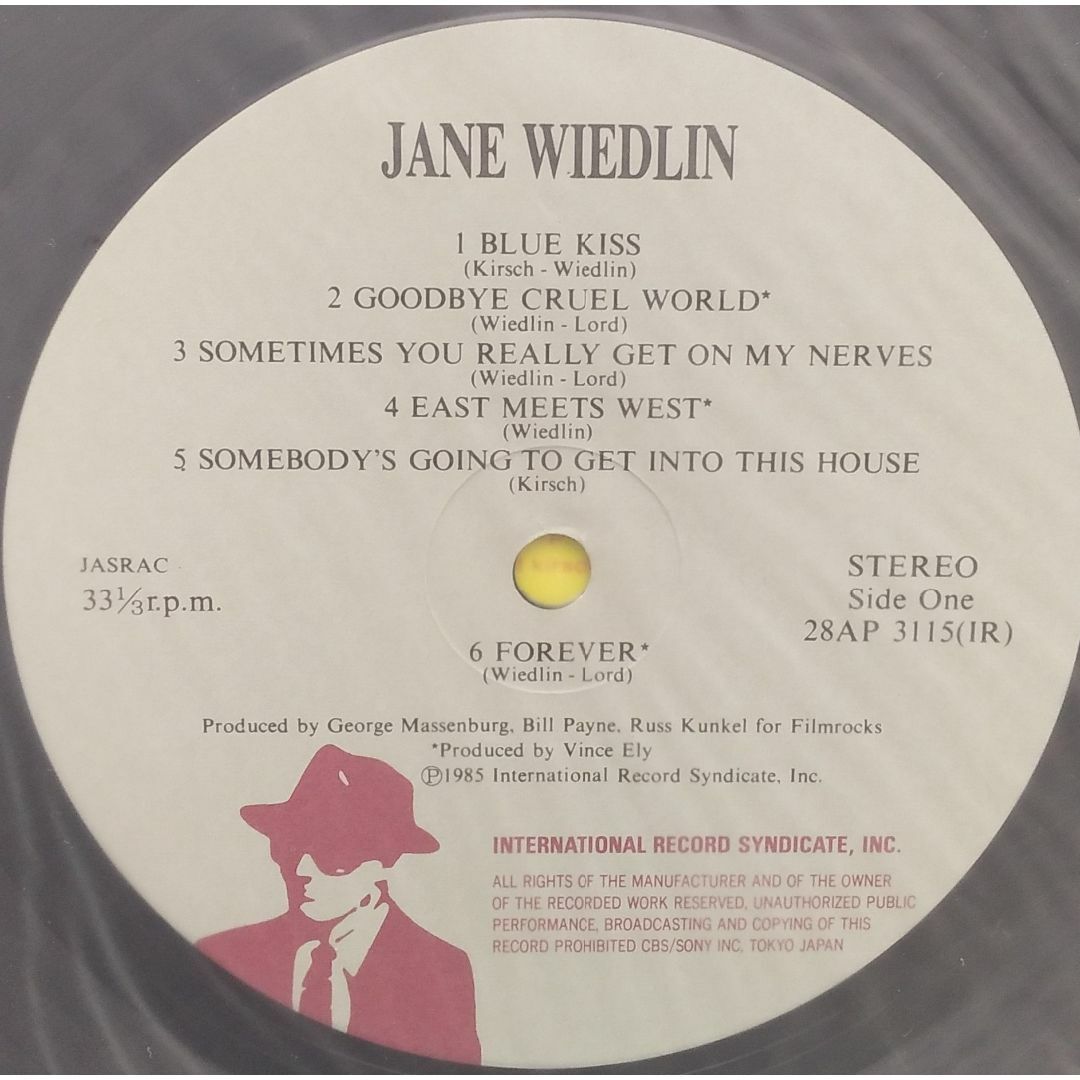 JANE WIEDLIN
1 BLUE KISS
(Kirsch - Wiedlin)
2 GOODBYE CRUEL WORLD*
(Wiedlin - Lord)
3 SOMETIMES YOU REALLY GET ON MY NERVES
(Wiedlin - Lord)
4 EAST MEETS WEST*
(Wiedlin)
5 SOMEBODY'S GOING TO GET INTO THIS HOUSE
(Kirsch)
JASRAC
33⅓r.p.m.
STEREO
Side One
28AP 3115(IR)
6 FOREVER*
(Wiedlin - Lord)
Produced by George Massenburg, Bill Payne, Russ Kunkel for Filmrocks
*Produced by Vince Ely
℗1985 International Record Syndicate, Inc.
INTERNATIONAL RECORD SYNDICATE, INC.
ALL RIGHTS OF THE MANUFACTURER AND OF THE OWNER
OF THE RECORDED WORK RESERVED, UNAUTHORIZED PUBLIC
PERFORMANCE, BROADCASTING AND COPYING OF THIS
RECORD PROHIBITED CBS/SONY INC, TOKYO JAPAN